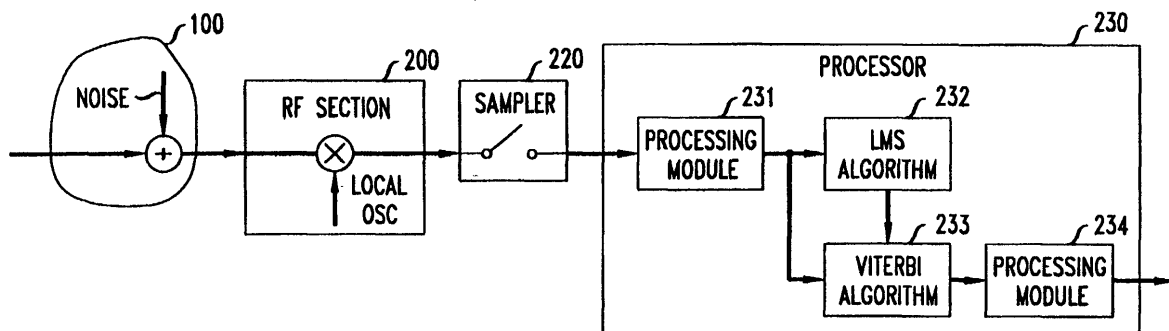 100
NOISE
+
200
RF SECTION
×
LOCAL
OSC
220
SAMPLER
230
PROCESSOR
231
PROCESSING
MODULE
232
LMS
ALGORITHM
233
VITERBI
ALGORITHM
234
PROCESSING
MODULE